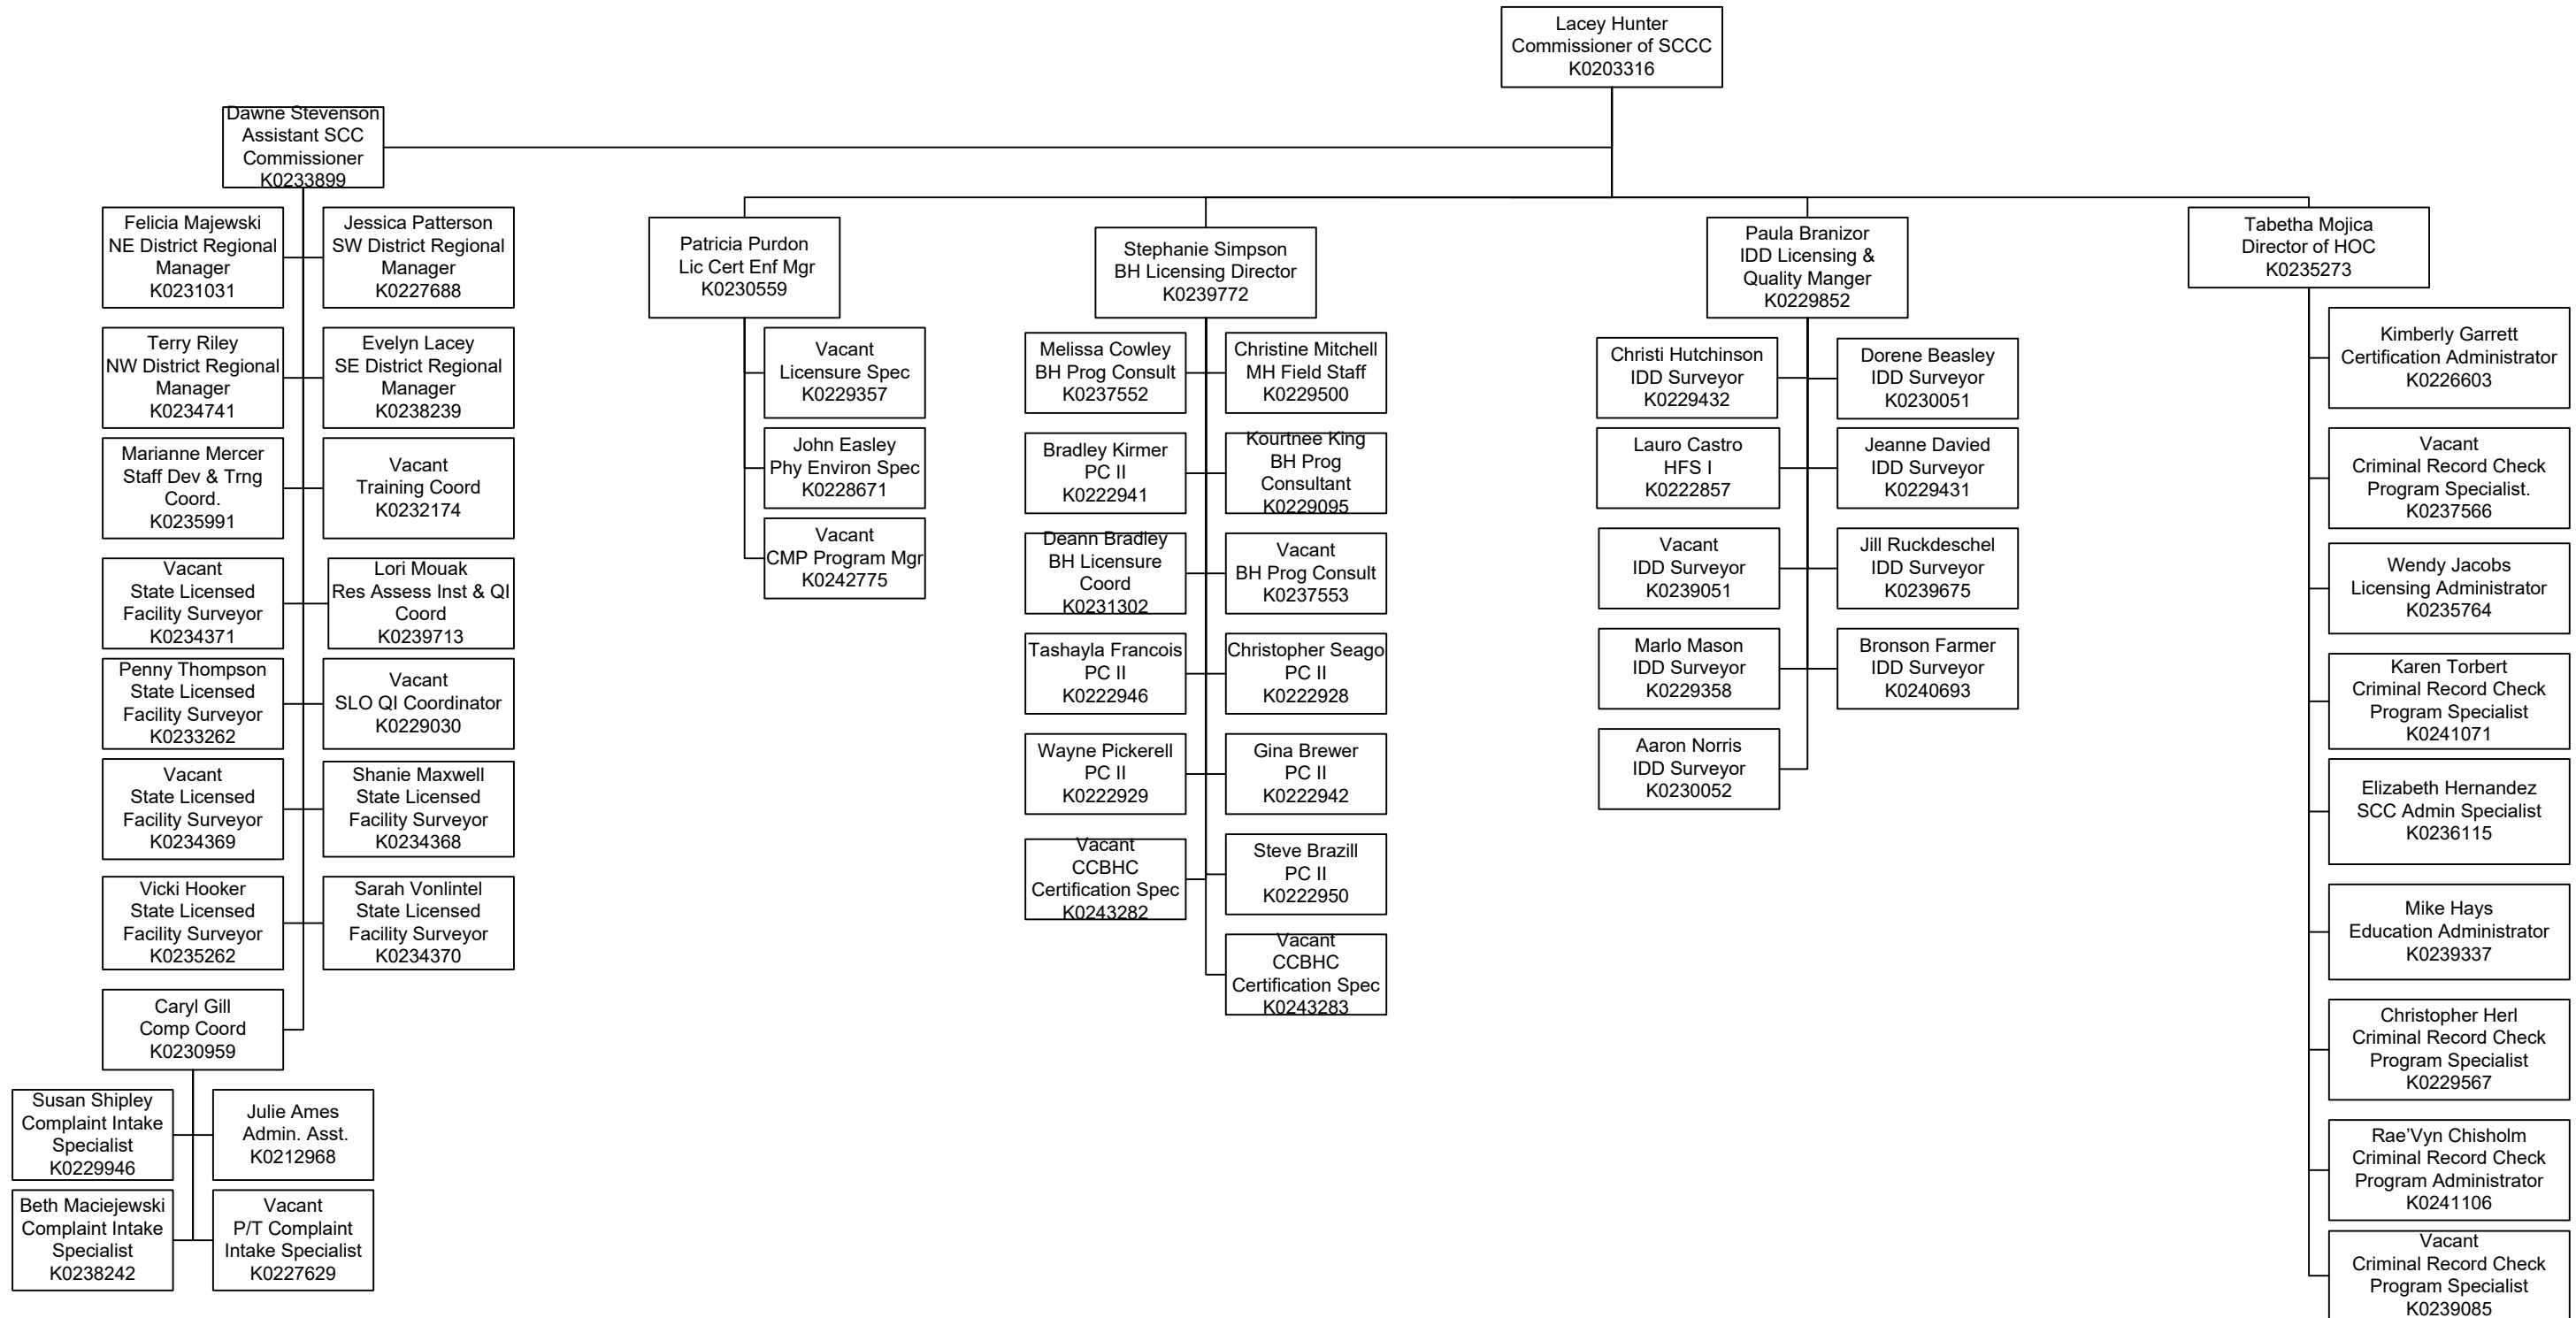 Lacey Hunter
Commissioner of SCCC
K0203316
Dawne Stevenson
Assistant SCC
Commissioner
K0233899
Felicia Majewski
NE District Regional
Manager
K0231031
Jessica Patterson
SW District Regional
Manager
K0227688
Terry Riley
NW District Regional
Manager
K0234741
Evelyn Lacey
SE District Regional
Manager
K0238239
Marianne Mercer
Staff Dev & Trng
Coord.
K0235991
Vacant
Training Coord
K0232174
Vacant
State Licensed
Facility Surveyor
K0234371
Lori Mouak
Res Assess Inst & QI
Coord
K0239713
Penny Thompson
State Licensed
Facility Surveyor
K0233262
Vacant
SLO QI Coordinator
K0229030
Vacant
State Licensed
Facility Surveyor
K0234369
Shanie Maxwell
State Licensed
Facility Surveyor
K0234368
Vicki Hooker
State Licensed
Facility Surveyor
K0235262
Sarah Vonlintel
State Licensed
Facility Surveyor
K0234370
Caryl Gill
Comp Coord
K0230959
Susan Shipley
Complaint Intake
Specialist
K0229946
Julie Ames
Admin. Asst.
K0212968
Beth Maciejewski
Complaint Intake
Specialist
K0238242
Vacant
P/T Complaint
Intake Specialist
K0227629
Patricia Purdon
Lic Cert Enf Mgr
K0230559
Vacant
Licensure Spec
K0229357
John Easley
Phy Environ Spec
K0228671
Vacant
CMP Program Mgr
K0242775
Stephanie Simpson
BH Licensing Director
K0239772
Melissa Cowley
BH Prog Consult
K0237552
Christine Mitchell
MH Field Staff
K0229500
Bradley Kirmer
PC II
K0222941
Kourtnee King
BH Prog
Consultant
K0229095
Deann Bradley
BH Licensure
Coord
K0231302
Vacant
BH Prog Consult
K0237553
Tashayla Francois
PC II
K0222946
Christopher Seago
PC II
K0222928
Wayne Pickerell
PC II
K0222929
Gina Brewer
PC II
K0222942
Vacant
CCBHC
Certification Spec
K0243282
Steve Brazill
PC II
K0222950
Vacant
CCBHC
Certification Spec
K0243283
Paula Branizor
IDD Licensing &
Quality Manger
K0229852
Christi Hutchinson
IDD Surveyor
K0229432
Dorene Beasley
IDD Surveyor
K0230051
Lauro Castro
HFS I
K0222857
Jeanne Davied
IDD Surveyor
K0229431
Vacant
IDD Surveyor
K0239051
Jill Ruckdeschel
IDD Surveyor
K0239675
Marlo Mason
IDD Surveyor
K0229358
Bronson Farmer
IDD Surveyor
K0240693
Aaron Norris
IDD Surveyor
K0230052
Tabetha Mojica
Director of HOC
K0235273
Kimberly Garrett
Certification Administrator
K0226603
Vacant
Criminal Record Check
Program Specialist.
K0237566
Wendy Jacobs
Licensing Administrator
K0235764
Karen Torbert
Criminal Record Check
Program Specialist
K0241071
Elizabeth Hernandez
SCC Admin Specialist
K0236115
Mike Hays
Education Administrator
K0239337
Christopher Herl
Criminal Record Check
Program Specialist
K0229567
Rae’Vyn Chisholm
Criminal Record Check
Program Administrator
K0241106
Vacant
Criminal Record Check
Program Specialist
K0239085